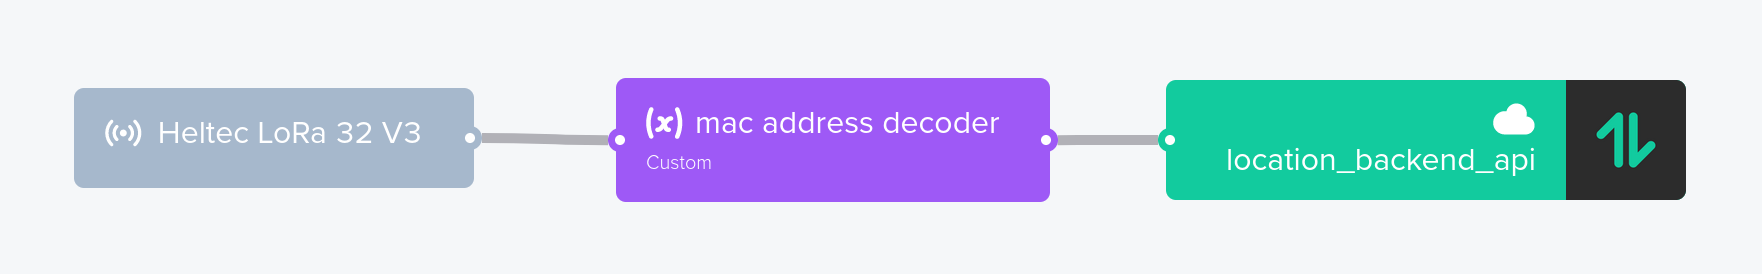 Heltec LoRa 32 V3
mac address decoder
Custom
location_backend_api